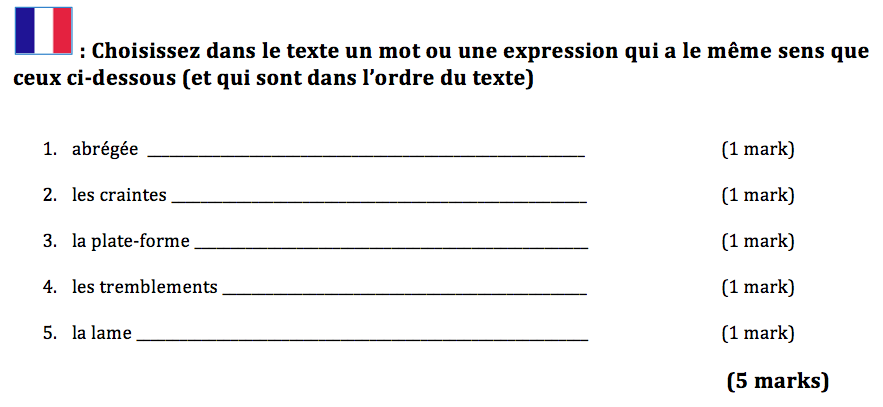 : Choisissez dans le texte un mot ou une expression qui a le même sens que
ceux ci-dessous (et qui sont dans l’ordre du texte)
1. abrégée ______________________________ (1 mark)
2. les craintes ______________________________ (1 mark)
3. la plate-forme ______________________________ (1 mark)
4. les tremblements ______________________________ (1 mark)
5. la lame ______________________________ (1 mark)
(5 marks)